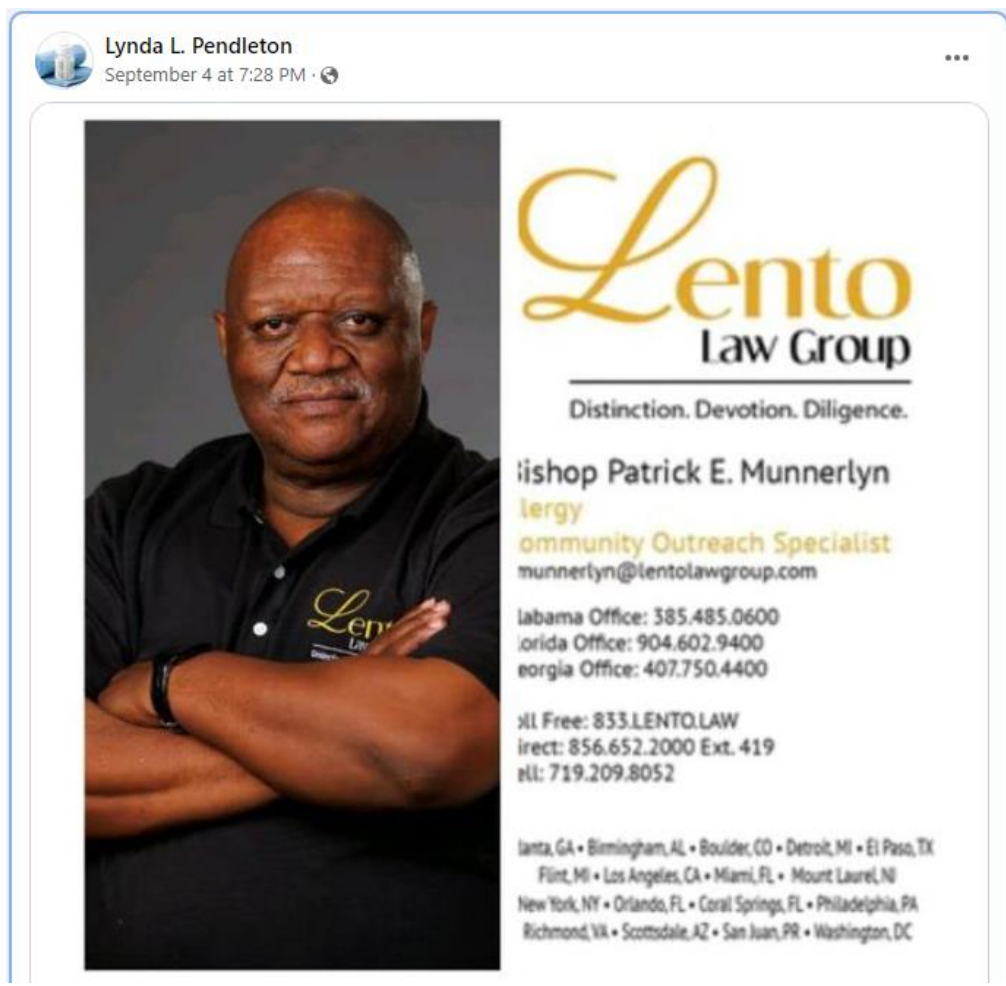 Lynda L. Pendleton
September 4 at 7:28 PM
Lento
Law Group
Distinction. Devotion. Diligence.
ishop Patrick E. Munnerlyn
lergy
ommunity Outreach Specialist
munnerlyn@lentolawgroup.com
labama Office: 385.485.0600
orida Office: 904.602.9400
eorgia Office: 407.750.4400
ll Free: 833.LENTO.LAW
irect: 856.652.2000 Ext. 419
ell: 719.209.8052
lanta, GA • Birmingham, AL • Boulder, CO • Detroit, MI • El Paso, TX
Flint, MI • Los Angeles, CA • Miami, FL • Mount Laurel, NJ
New York, NY • Orlando, FL • Coral Springs, FL • Philadelphia, PA
Richmond, VA • Scottsdale, AZ • San Juan, PR • Washington, DC
Len
La